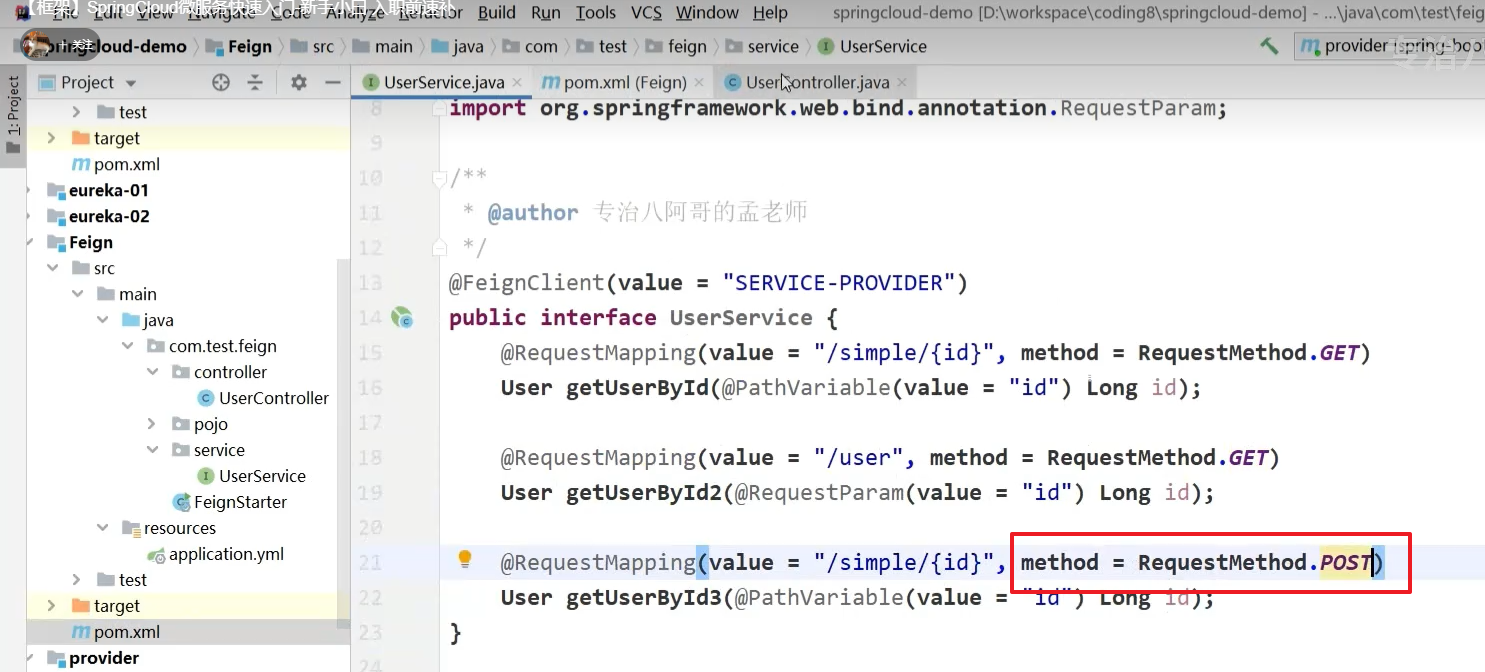 【框架】SpringCloud微服务快速入门 新手小白 入职前速补
File Edit View Navigate Code Analyze Refactor Build Run Tools VCS Window Help springcloud-demo [D:\workspace\coding8\springcloud-demo] - ...\java\com\test\feig
+ 关注
springcloud-demo Feign src main java com test feign service UserService provider (spring-boo
专治八
1: Project
Project
UserService.java pom.xml (Feign) UserController.java
test
target
pom.xml
eureka-01
eureka-02
Feign
src
main
java
com.test.feign
controller
UserController
pojo
service
UserService
FeignStarter
resources
application.yml
test
target
pom.xml
provider
8 import org.springframework.web.bind.annotation.RequestParam;
9
10 /**
11 * @author 专治八阿哥的孟老师
12 */
13 @FeignClient(value = "SERVICE-PROVIDER")
14 public interface UserService {
15 @RequestMapping(value = "/simple/{id}", method = RequestMethod.GET)
16 User getUserById(@PathVariable(value = "id") Long id);
17
18 @RequestMapping(value = "/user", method = RequestMethod.GET)
19 User getUserById2(@RequestParam(value = "id") Long id);
20
21 @RequestMapping(value = "/simple/{id}", method = RequestMethod.POST)
22 User getUserById3(@PathVariable(value = "id") Long id);
23 }
24